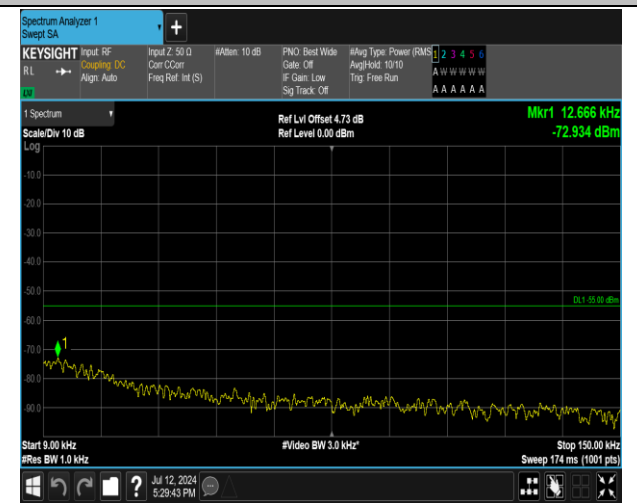 Spectrum Analyzer 1
Swept SA
KEYSIGHT
RL
LW
Input: RF
Coupling: DC
Align: Auto
Input Z: 50 Ω
Corr CCorr
Freq Ref: Int (S)
#Atten: 10 dB
PNO: Best Wide
Gate: Off
IF Gain: Low
Sig Track: Off
#Avg Type: Power (RMS
Avg|Hold: 10/10
Trig: Free Run
1 2 3 4 5 6
A W W W W W
A A A A A A
1 Spectrum
Scale/Div 10 dB
Log
Ref Lvl Offset 4.73 dB
Ref Level 0.00 dBm
Mkr1 12.666 kHz
-72.934 dBm
-10.0
-20.0
-30.0
-40.0
-50.0
-60.0
-70.0
-80.0
-90.0
DL1 -55.00 dBm
1
Start 9.00 kHz
#Res BW 1.0 kHz
#Video BW 3.0 kHz*
Stop 150.00 kHz
Sweep 174 ms (1001 pts)
?
Jul 12, 2024
5:29:43 PM